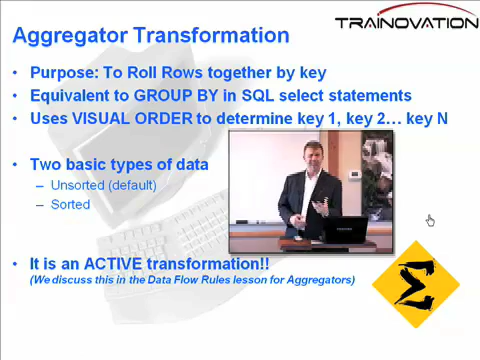 TRAINOVATION
Aggregator Transformation
• Purpose: To Roll Rows together by key
• Equivalent to GROUP BY in SQL select statements
• Uses VISUAL ORDER to determine key 1, key 2… key N
• Two basic types of data
– Unsorted (default)
– Sorted
• It is an ACTIVE transformation!!
(We discuss this in the Data Flow Rules lesson for Aggregators)
Σ